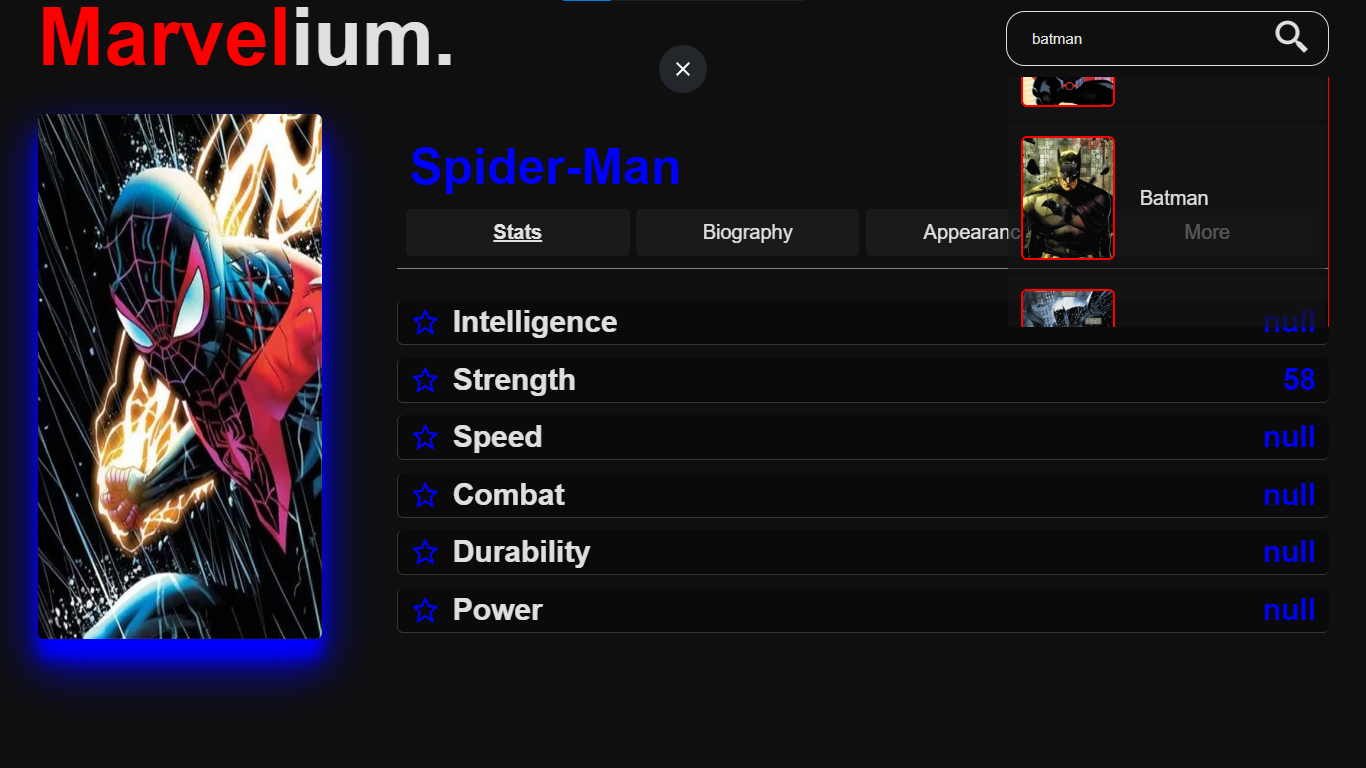 Marvelium.
batman
Batman
Spider-Man
Stats
Biography
Appearanc
More
Intelligence
null
Strength
58
Speed
null
Combat
null
Durability
null
Power
null